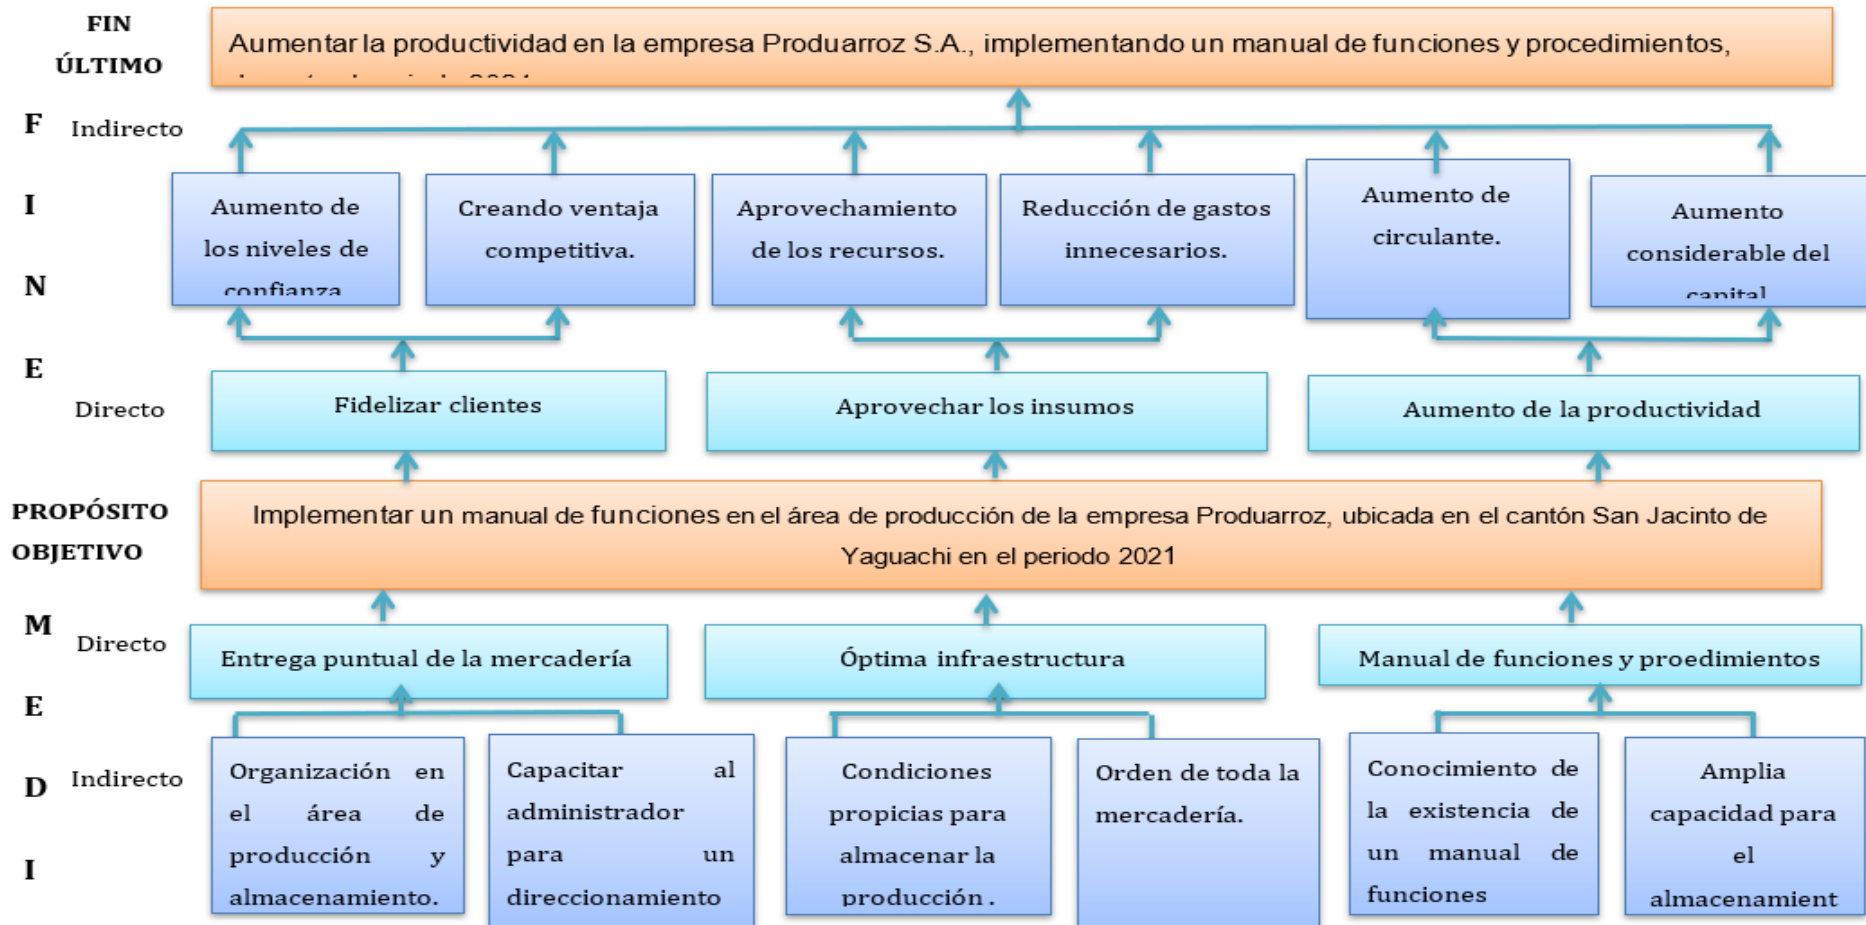 FIN
ÚLTIMO
Aumentar la productividad en la empresa Produarroz S.A., implementando un manual de funciones y procedimientos,
F
Indirecto
I
N
E
Aumento de
los niveles de
confianza
Creando ventaja
competitiva.
Aprovechamiento
de los recursos.
Reducción de gastos
innecesarios.
Aumento de
circulante.
Aumento
considerable del
capital
Directo
Fidelizar clientes
Aprovechar los insumos
Aumento de la productividad
PROPÓSITO
OBJETIVO
Implementar un manual de funciones en el área de producción de la empresa Produarroz, ubicada en el cantón San Jacinto de
Yaguachi en el periodo 2021
M
Directo
E
D
Indirecto
I
Entrega puntual de la mercadería
Óptima infraestructura
Manual de funciones y proedimientos
Organización en
el área de
producción y
almacenamiento.
Capacitar al
administrador
para un
direccionamiento
Condiciones
propicias para
almacenar la
producción .
Orden de toda la
mercadería.
Conocimiento de
la existencia de
un manual de
funciones
Amplia
capacidad para
el
almacenamient